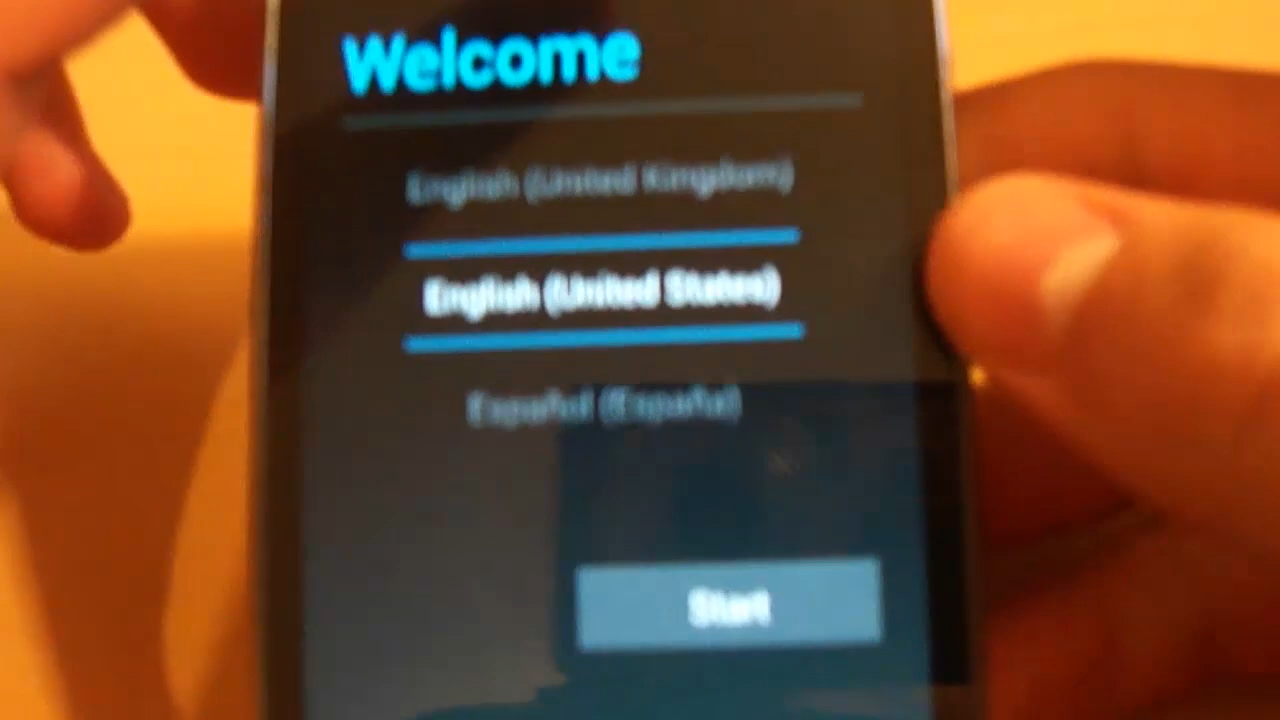 Welcome
English (United Kingdom)
English (United States)
Español (España)
Start